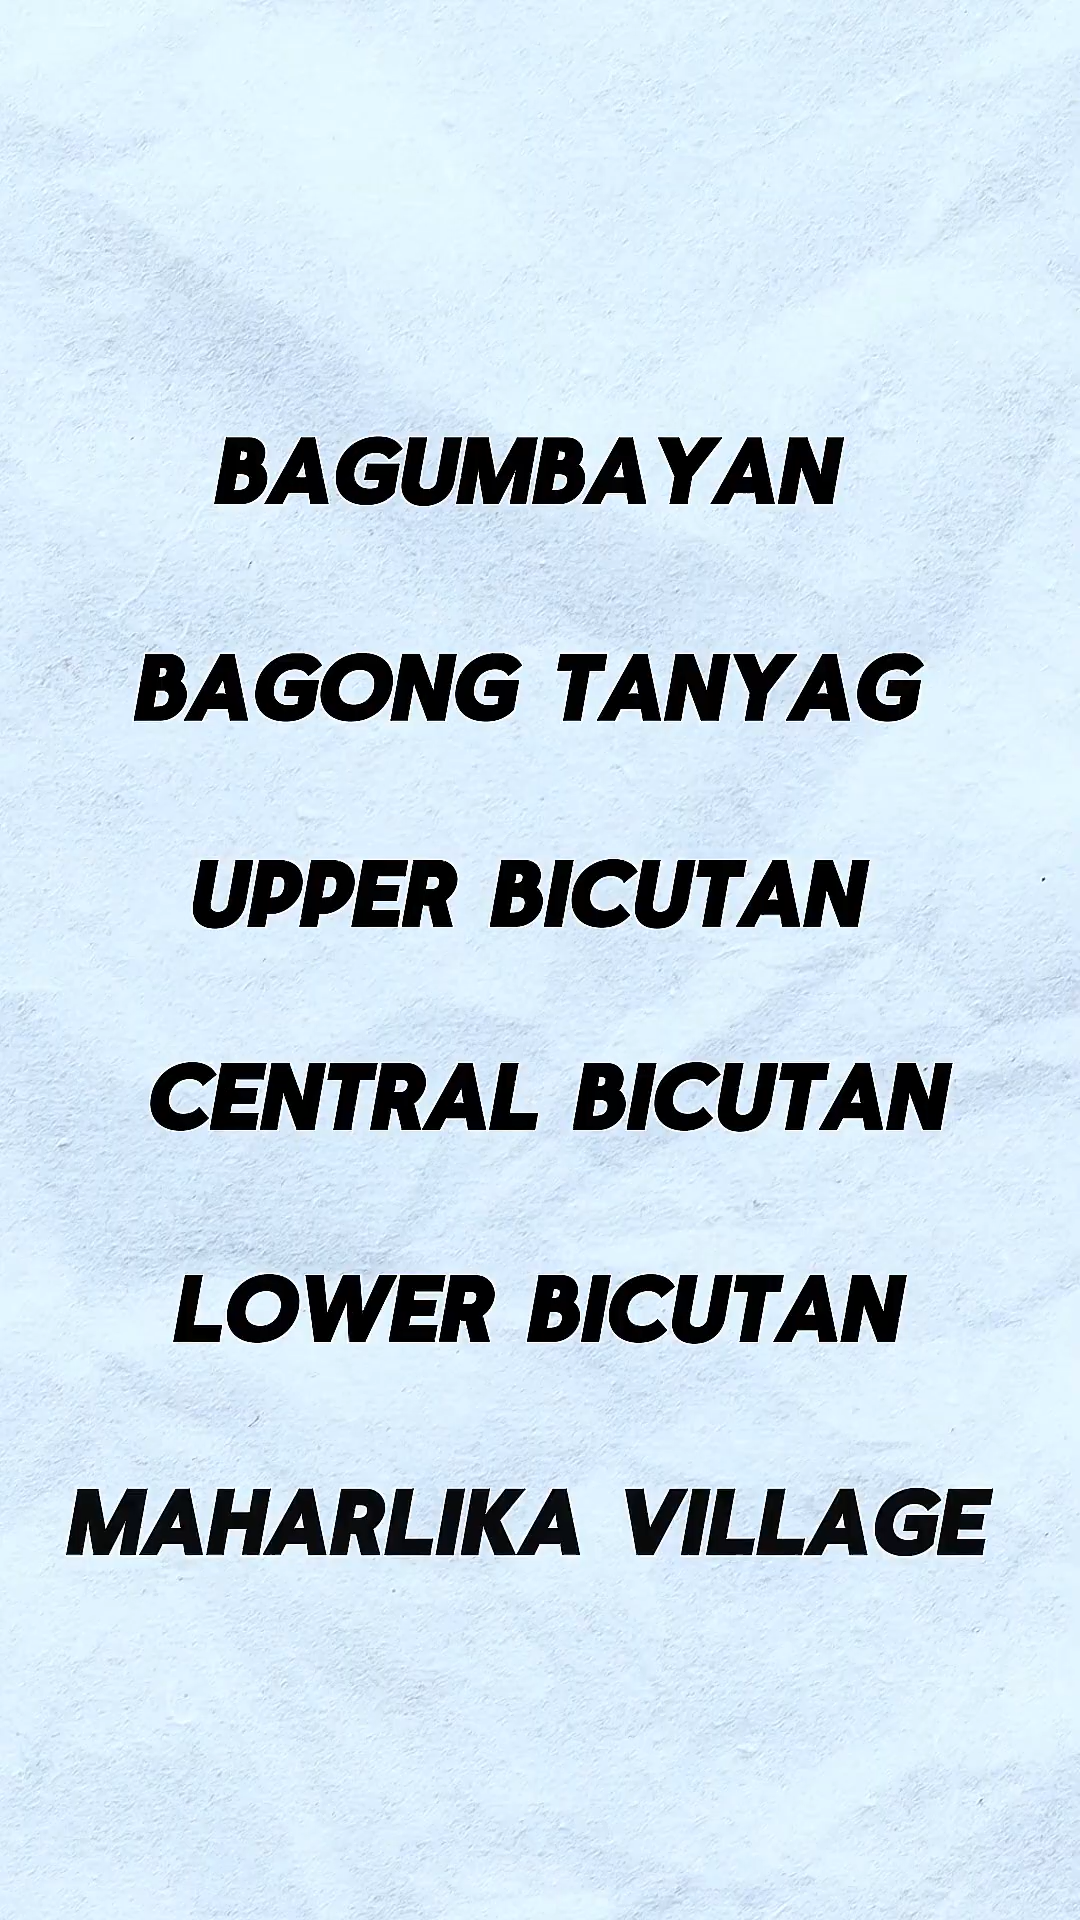 BAGUMBAYAN
BAGONG TANYAG
UPPER BICUTAN
CENTRAL BICUTAN
LOWER BICUTAN
MAHARLIKA VILLAGE